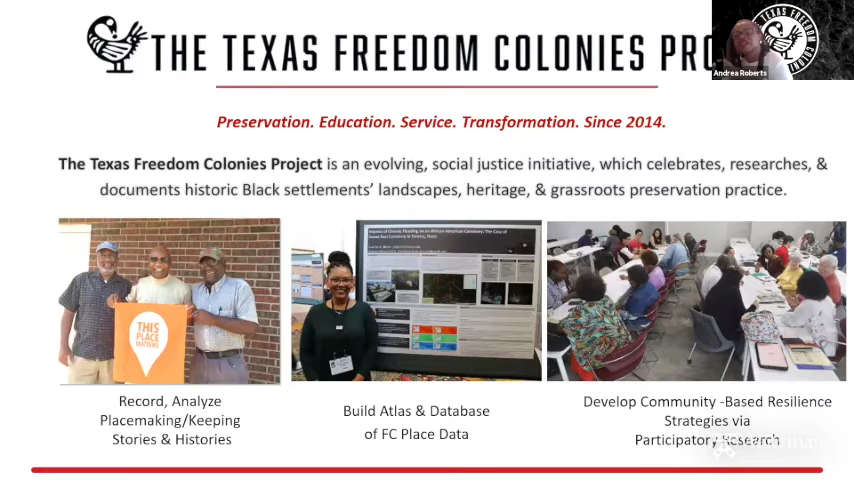 THE TEXAS FREEDOM COLONIES PRO
TEXAS FREEDOM COLONI
Andrea Roberts
Preservation. Education. Service. Transformation. Since 2014.
The Texas Freedom Colonies Project is an evolving, social justice initiative, which celebrates, researches, &
documents historic Black settlements’ landscapes, heritage, & grassroots preservation practice.
THIS
PLACE
MATTERS
Record, Analyze
Placemaking/Keeping
Stories & Histories
Build Atlas & Database
of FC Place Data
Develop Community -Based Resilience
Strategies via
Participatory Research